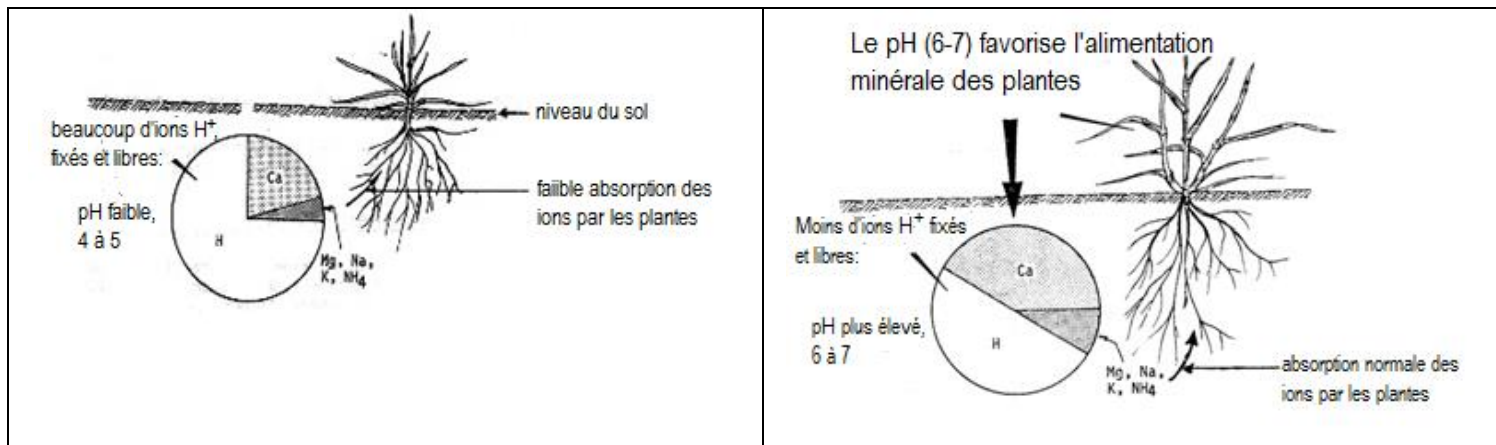 beaucoup d'ions H+,
fixés et libres:
pH faible,
4 à 5
Ca
H
Mg, Na,
K, NH4
niveau du sol
faiible absorption des
ions par les plantes
Le pH (6-7) favorise l'alimentation
minérale des plantes
Moins d'ions H+ fixés
et libres:
pH plus élevé,
6 à 7
Ca
H
Mg, Na,
K, NH4
absorption normale des
ions par les plantes